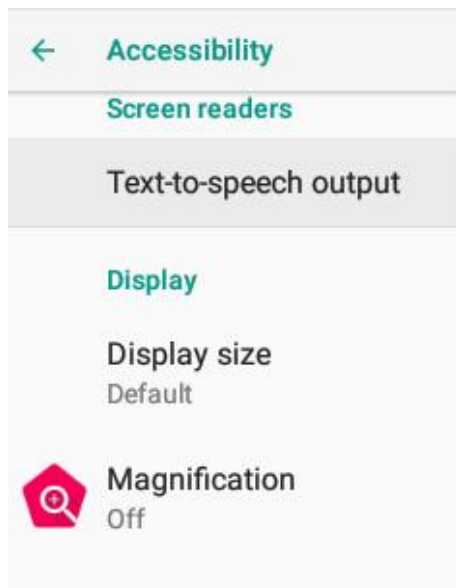 Accessibility
Screen readers
Text-to-speech output
Display
Display size
Default
Magnification
Off